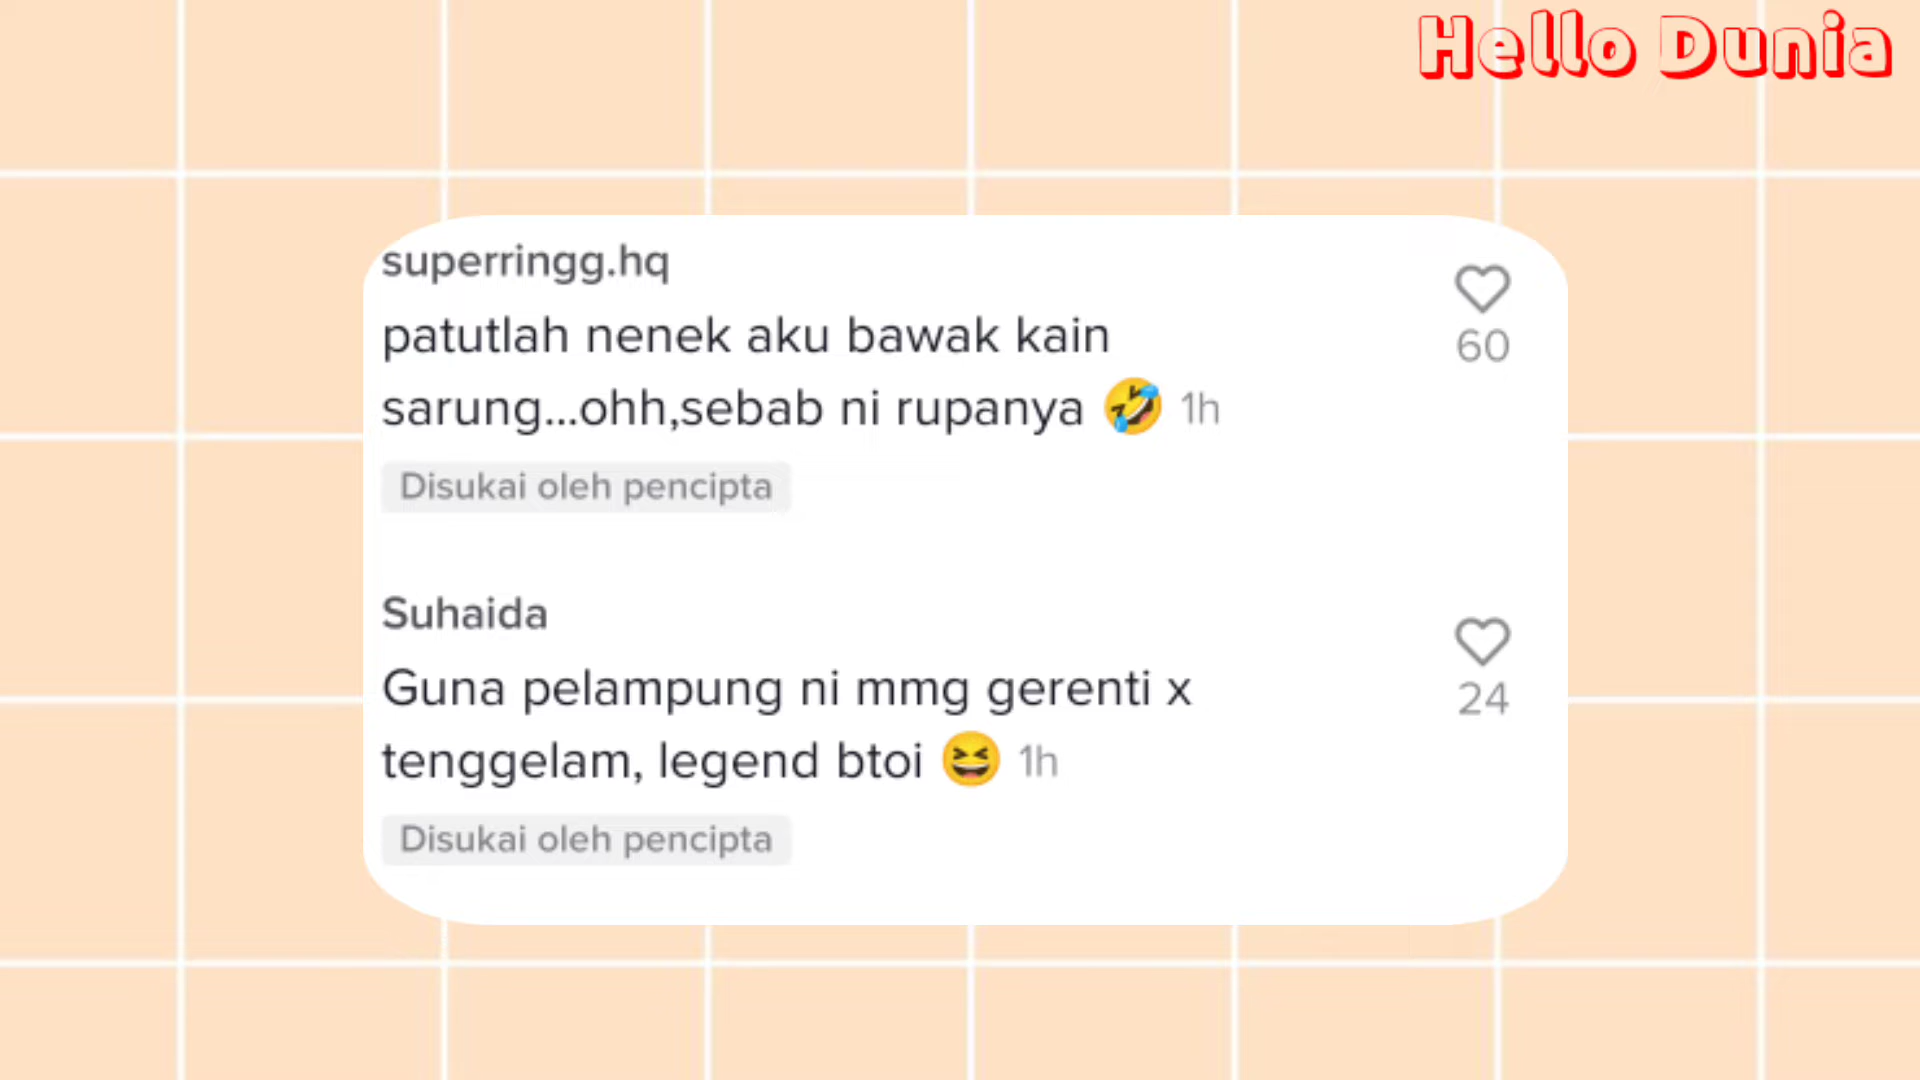 Hello Dunia
superringg.hq
patutlah nenek aku bawak kain
sarung...ohh,sebab ni rupanya 🤣 1h
60
Disukai oleh pencipta
Suhaida
Guna pelampung ni mmg gerenti x
tenggelam, legend btoi 😆 1h
24
Disukai oleh pencipta